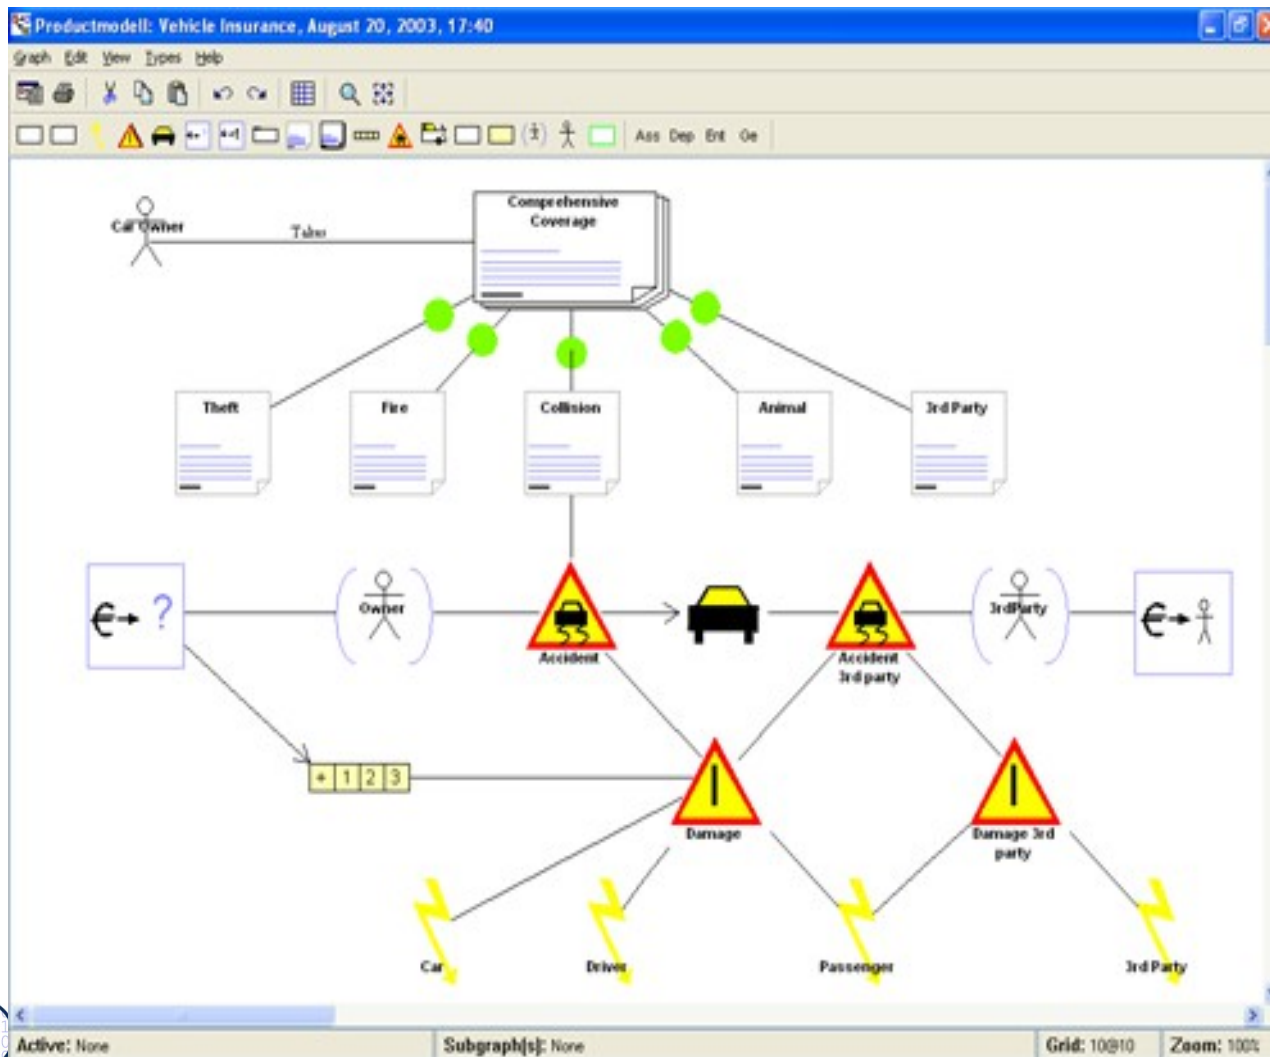 Productmodell: Vehicle Insurance, August 20, 2003, 17:40
Graph Edit View Types Help
Ass Dep Ent Ge
Comprehensive
Coverage
Car Owner
Takes
Theft
Fire
Collision
Animal
3rd Party
€ ?
Owner
3rdParty
€
Accident
Accident
3rd party
+ 1 2 3
Damage
Damage 3rd
party
Car
Driver
Passenger
3rd Party
Active: None
Subgraph[s]: None
Grid: 10@10
Zoom: 100%